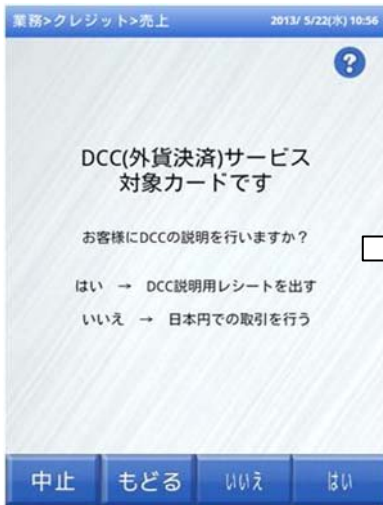 業務>クレジット>売上
2013/ 5/22(水) 10:56
?
DCC(外貨決済)サービス
対象カードです
お客様にDCCの説明を行いますか？
はい → DCC説明用レシートを出す
いいえ → 日本円での取引を行う
中止 もどる いいえ はい